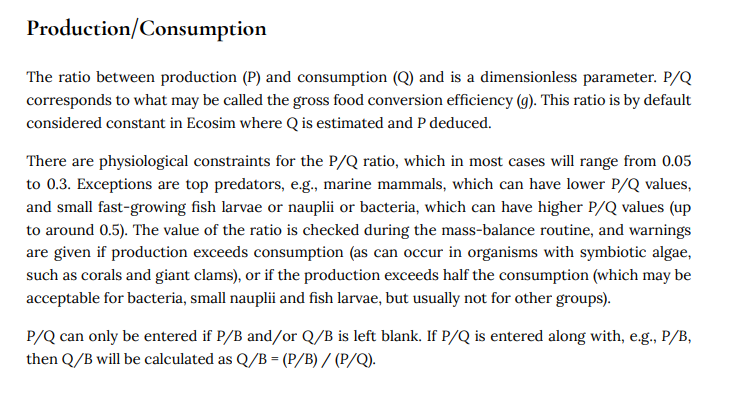 Production/Consumption
The ratio between production (P) and consumption (Q) and is a dimensionless parameter. P/Q
corresponds to what may be called the gross food conversion efficiency (g). This ratio is by default
considered constant in Ecosim where Q is estimated and P deduced.
There are physiological constraints for the P/Q ratio, which in most cases will range from 0.05
to 0.3. Exceptions are top predators, e.g., marine mammals, which can have lower P/Q values,
and small fast-growing fish larvae or nauplii or bacteria, which can have higher P/Q values (up
to around 0.5). The value of the ratio is checked during the mass-balance routine, and warnings
are given if production exceeds consumption (as can occur in organisms with symbiotic algae,
such as corals and giant clams), or if the production exceeds half the consumption (which may be
acceptable for bacteria, small nauplii and fish larvae, but usually not for other groups).
P/Q can only be entered if P/B and/or Q/B is left blank. If P/Q is entered along with, e.g., P/B,
then Q/B will be calculated as Q/B = (P/B) / (P/Q).